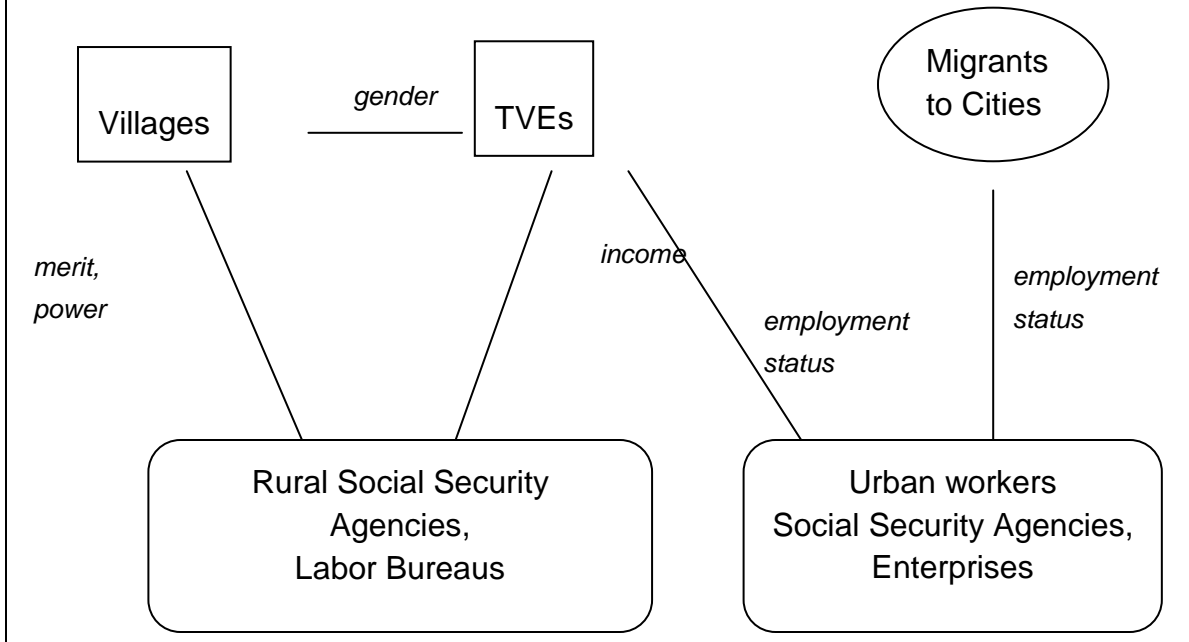 Villages
gender
TVEs
Migrants
to Cities
merit,
power
income
employment
status
employment
status
Rural Social Security
Agencies,
Labor Bureaus
Urban workers
Social Security Agencies,
Enterprises